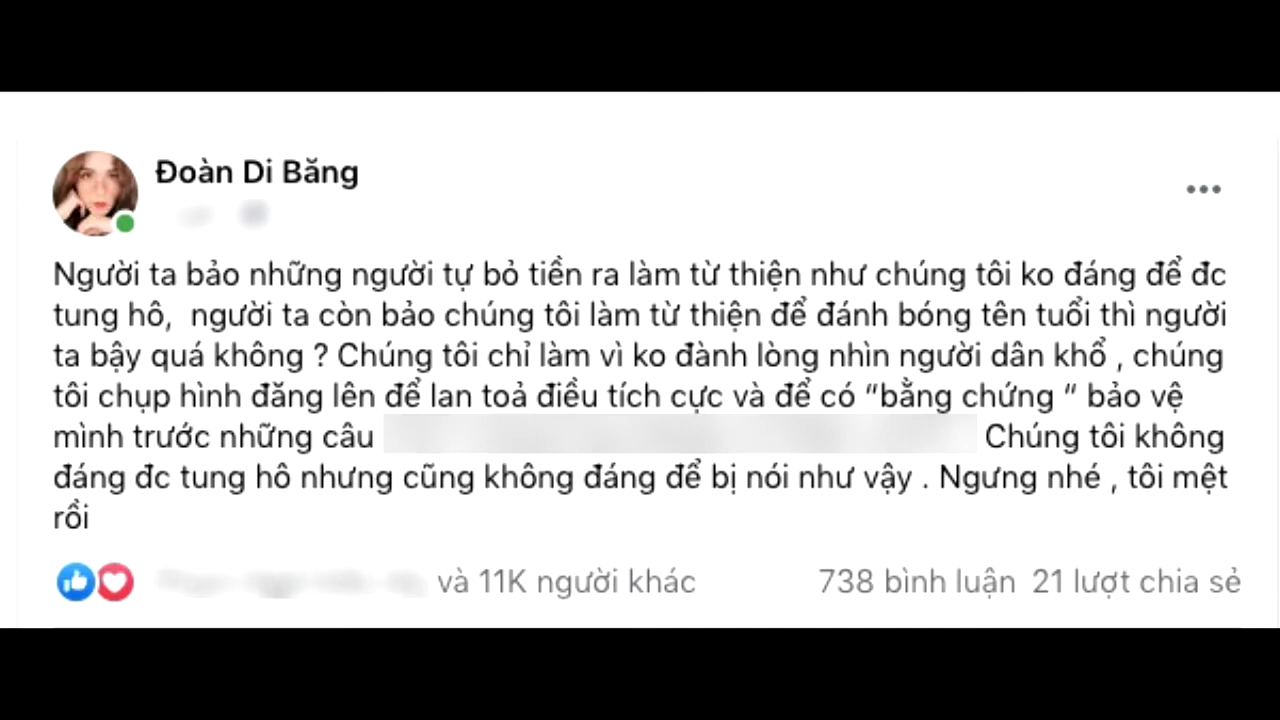 Đoàn Di Băng
Người ta bảo những người tự bỏ tiền ra làm từ thiện như chúng tôi ko đáng để đc
tung hô, người ta còn bảo chúng tôi làm từ thiện để đánh bóng tên tuổi thì người
ta bậy quá không ? Chúng tôi chỉ làm vì ko đành lòng nhìn người dân khổ , chúng
tôi chụp hình đăng lên để lan toả điều tích cực và để có “bằng chứng “ bảo vệ
mình trước những câu Chúng tôi không
đáng đc tung hô nhưng cũng không đáng để bị nói như vậy . Ngưng nhé , tôi mệt
rồi
và 11K người khác 738 bình luận 21 lượt chia sẻ